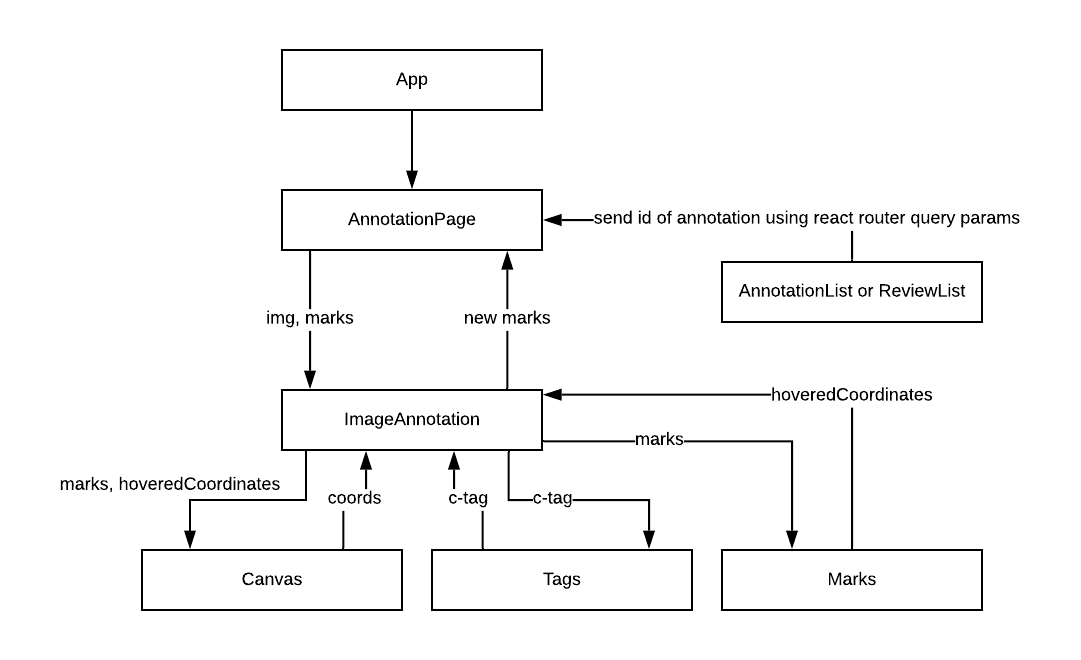 App
AnnotationPage
send id of annotation using react router query params
AnnotationList or ReviewList
img, marks
new marks
hoveredCoordinates
ImageAnnotation
marks
marks, hoveredCoordinates
coords
c-tag
c-tag
Canvas
Tags
Marks